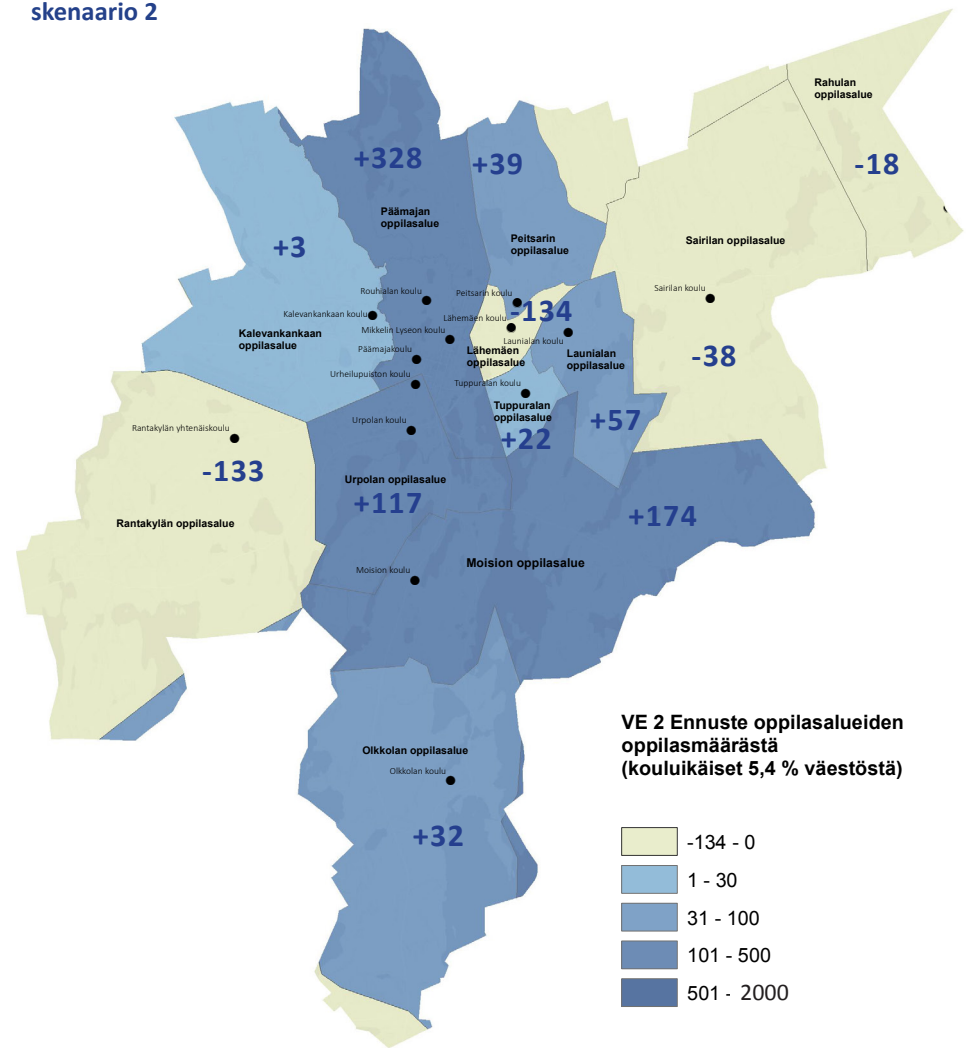 skenaario 2
Rahulan
oppilasalue
-18
+328
+39
Päämajan
oppilasalue
Peitsarin
oppilasalue
Sairilan oppilasalue
+3
Rouhialan koulu
Peitsarin koulu
Sairilan koulu
Kalevankankaan koulu
Lähemäen koulu
-134
Kalevankankaan
oppilasalue
Mikkelin Lyseon koulu
Launialan koulu
Päämajakoulu
Lähemäen
oppilasalue
Launialan
oppilasalue
-38
Urheilupuiston koulu
Tuppuralan koulu
Tuppuralan
oppilasalue
Rantakylän yhtenäiskoulu
Urpolan koulu
+22
+57
-133
Urpolan oppilasalue
+117
Rantakylän oppilasalue
+174
Moision koulu
Moision oppilasalue
Olkkolan oppilasalue
Olkkolan koulu
+32
VE 2 Ennuste oppilasalueiden
oppilasmäärästä
(kouluikäiset 5,4 % väestöstä)
-134 - 0
1 - 30
31 - 100
101 - 500
501 - 2000